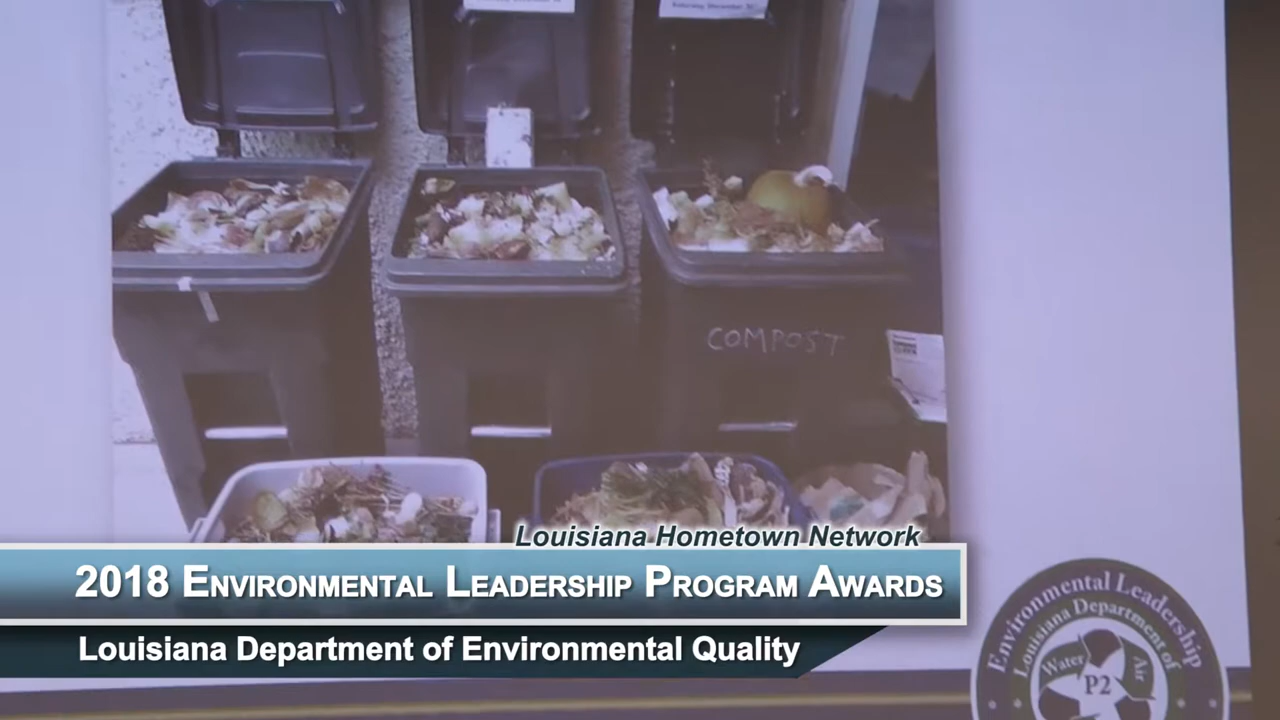 COMPOST
Louisiana Hometown Network
2018 ENVIRONMENTAL LEADERSHIP PROGRAM AWARDS
Louisiana Department of Environmental Quality
Environmental Leadership
Louisiana Department of
Water
Air
P2